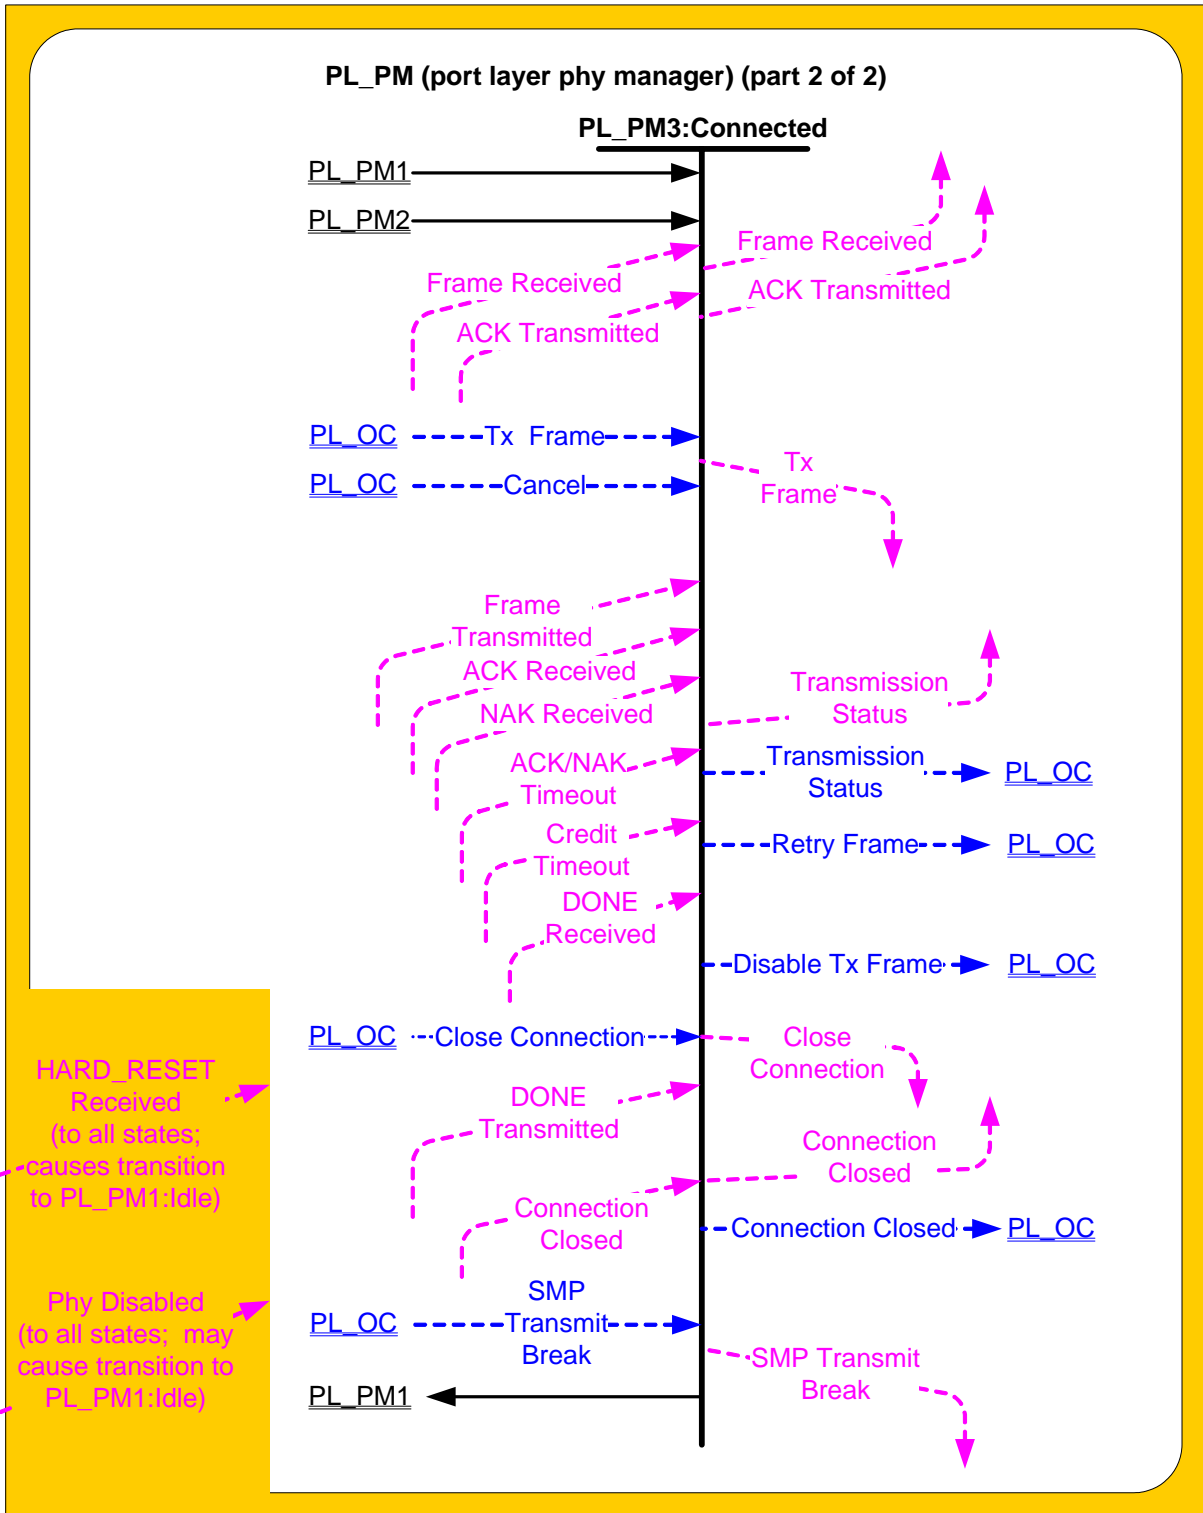 PL_PM (port layer phy manager) (part 2 of 2)
PL_PM3:Connected
PL_PM1
PL_PM2
Frame Received
Frame Received
ACK Transmitted
ACK Transmitted
PL_OC
Tx Frame
Tx
Frame
PL_OC
Cancel
Frame
Transmitted
ACK Received
NAK Received
Transmission
Status
ACK/NAK
Timeout
Transmission
Status
PL_OC
Credit
Timeout
Retry Frame
PL_OC
DONE
Received
Disable Tx Frame
PL_OC
PL_OC
Close Connection
Close
Connection
HARD_RESET
Received
(to all states;
causes transition
to PL_PM1:Idle)
DONE
Transmitted
Connection
Closed
Connection
Closed
Connection Closed
PL_OC
Phy Disabled
(to all states; may
cause transition to
PL_PM1:Idle)
PL_OC
SMP
Transmit
Break
SMP Transmit
Break
PL_PM1